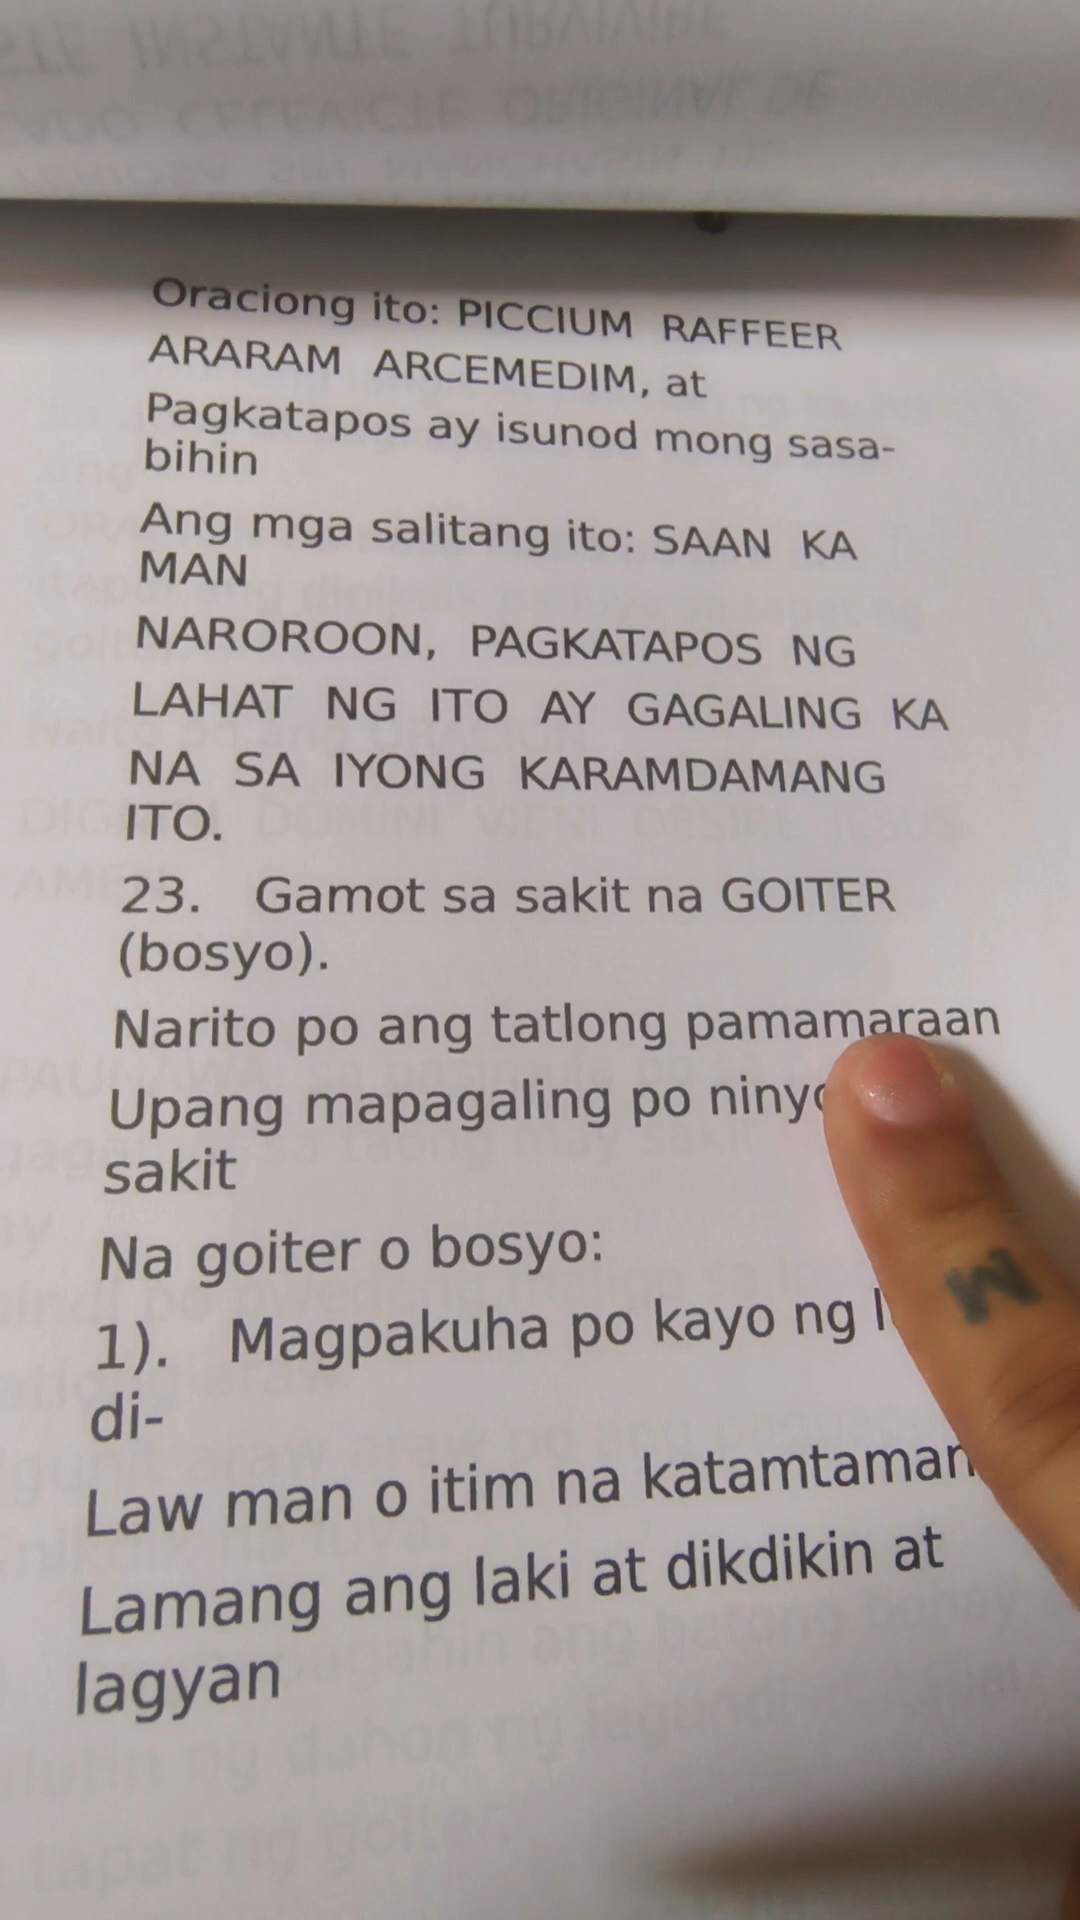 Oraciong ito: PICCIUM RAFFEER
ARARAM ARCEMEDIM, at
Pagkatapos ay isunod mong sasa-
bihin
Ang mga salitang ito: SAAN KA
MAN
NAROROON, PAGKATAPOS NG
LAHAT NG ITO AY GAGALING KA
NA SA IYONG KARAMDAMANG
ITO.
23. Gamot sa sakit na GOITER
(bosyo).
Narito po ang tatlong pamamaraan
Upang mapagaling po
sakit
Na goiter o bosyo:
1). Magpakuha po kayo ng
di-
Law man o itim na katamtaman
Lamang ang laki at dikdikin at
lagyan